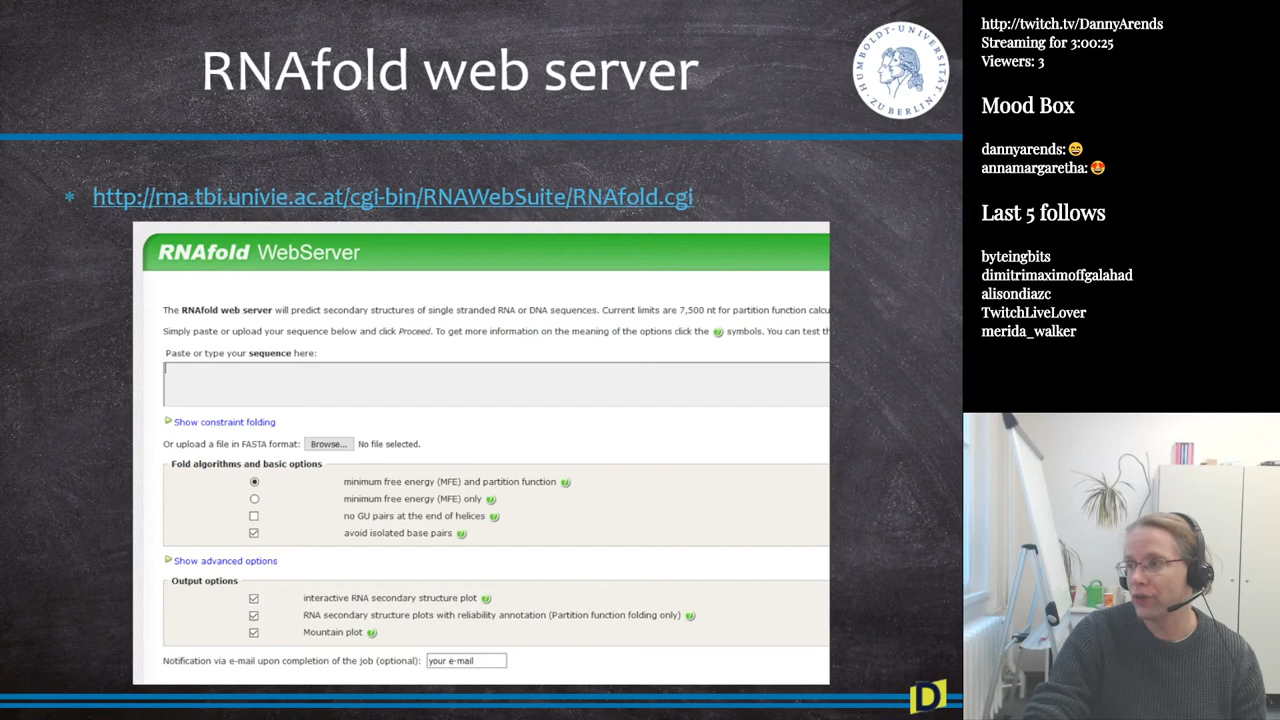 RNAfold web server
HUMBOLDT-UNIVERSITÄT ZU BERLIN
http://rna.tbi.univie.ac.at/cgi-bin/RNAWebSuite/RNAfold.cgi
RNAfold WebServer
The RNAfold web server will predict secondary structures of single stranded RNA or DNA sequences. Current limits are 7,500 nt for partition function calcu
Simply paste or upload your sequence below and click Proceed. To get more information on the meaning of the options click the ? symbols. You can test th
Paste or type your sequence here:
Show constraint folding
Or upload a file in FASTA format: Browse... No file selected.
Fold algorithms and basic options
minimum free energy (MFE) and partition function ?
minimum free energy (MFE) only ?
no GU pairs at the end of helices ?
avoid isolated base pairs ?
Show advanced options
Output options
interactive RNA secondary structure plot ?
RNA secondary structure plots with reliability annotation (Partition function folding only) ?
Mountain plot ?
Notification via e-mail upon completion of the job (optional): your e-mail
D
http://twitch.tv/DannyArends
Streaming for 3:00:25
Viewers: 3
Mood Box
dannyarends: 😄
annamargaretha: 😍
Last 5 follows
byteingbits
dimitrimaximoffgalahad
alisondiazc
TwitchLiveLover
merida_walker